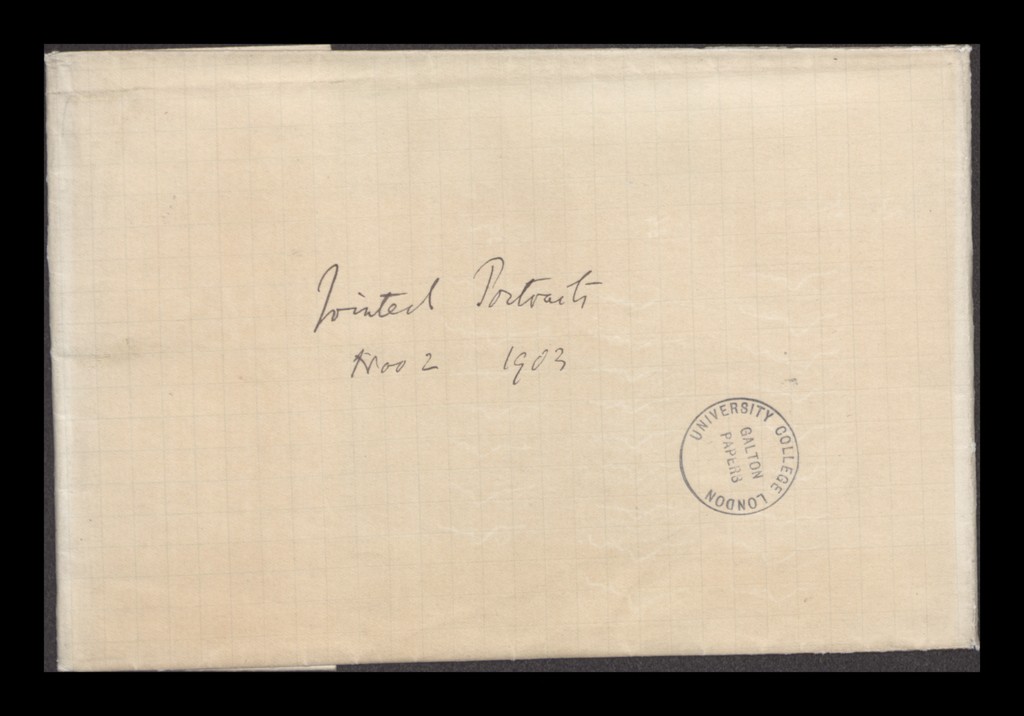 Jointed Portraits
Nov 2 1903
UNIVERSITY COLLEGE LONDON
GALTON
PAPERS